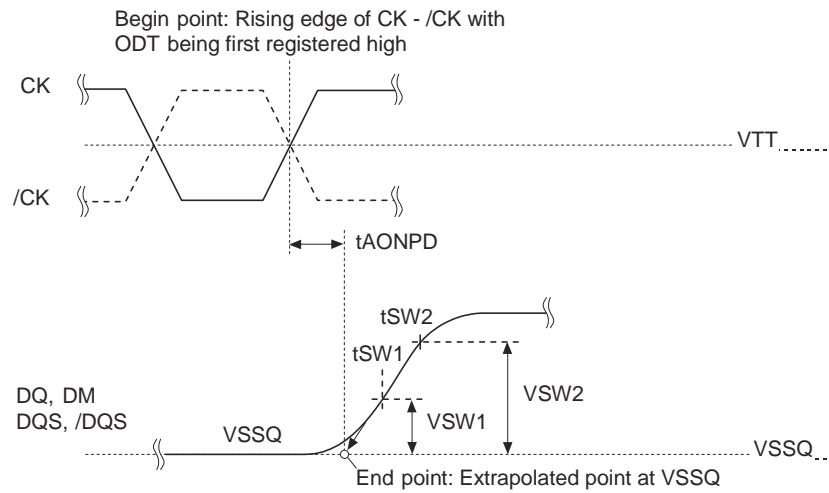 Begin point: Rising edge of CK - /CK with
ODT being first registered high
CK
VTT
/CK
tAONPD
tSW2
tSW1
VSW2
DQ, DM
DQS, /DQS
VSW1
VSSQ
VSSQ
End point: Extrapolated point at VSSQ